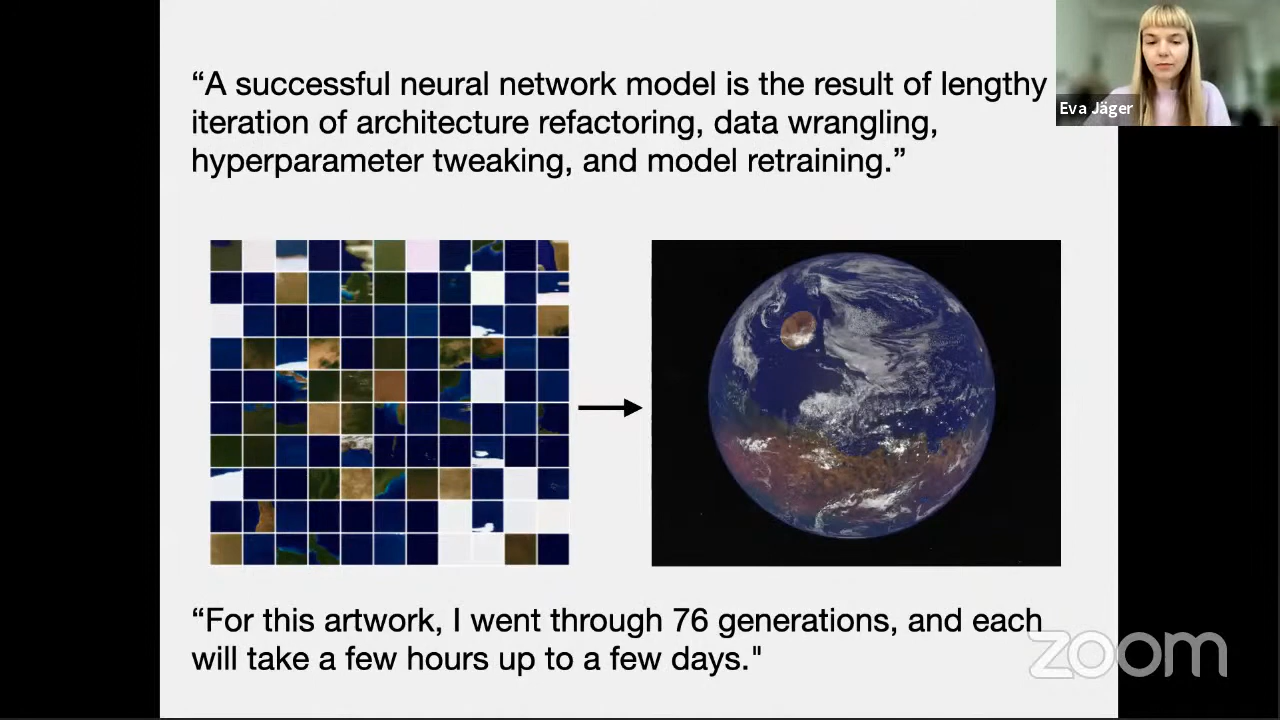 “A successful neural network model is the result of lengthy
iteration of architecture refactoring, data wrangling,
hyperparameter tweaking, and model retraining.”
Eva Jäger
“For this artwork, I went through 76 generations, and each
will take a few hours up to a few days."
zoom